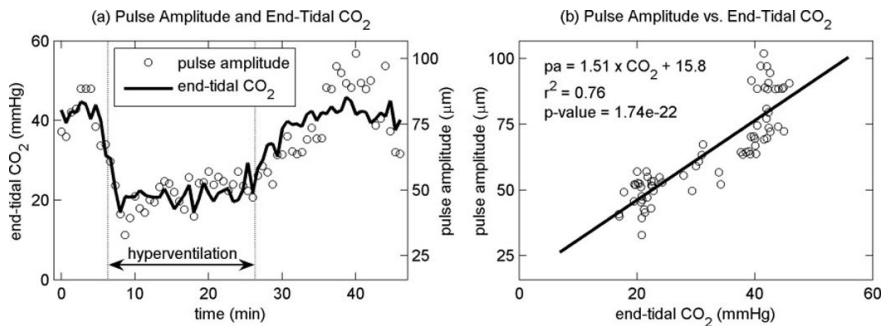 (a) Pulse Amplitude and End-Tidal CO2
60
40
20
0
end-tidal CO2 (mmHg)
pulse amplitude
end-tidal CO2
hyperventilation
100
75
50
25
pulse amplitude (μm)
0 10 20 30 40
time (min)
(b) Pulse Amplitude vs. End-Tidal CO2
pa = 1.51 x CO2 + 15.8
r2 = 0.76
p-value = 1.74e-22
100
75
50
25
pulse amplitude (μm)
0 20 40 60
end-tidal CO2 (mmHg)